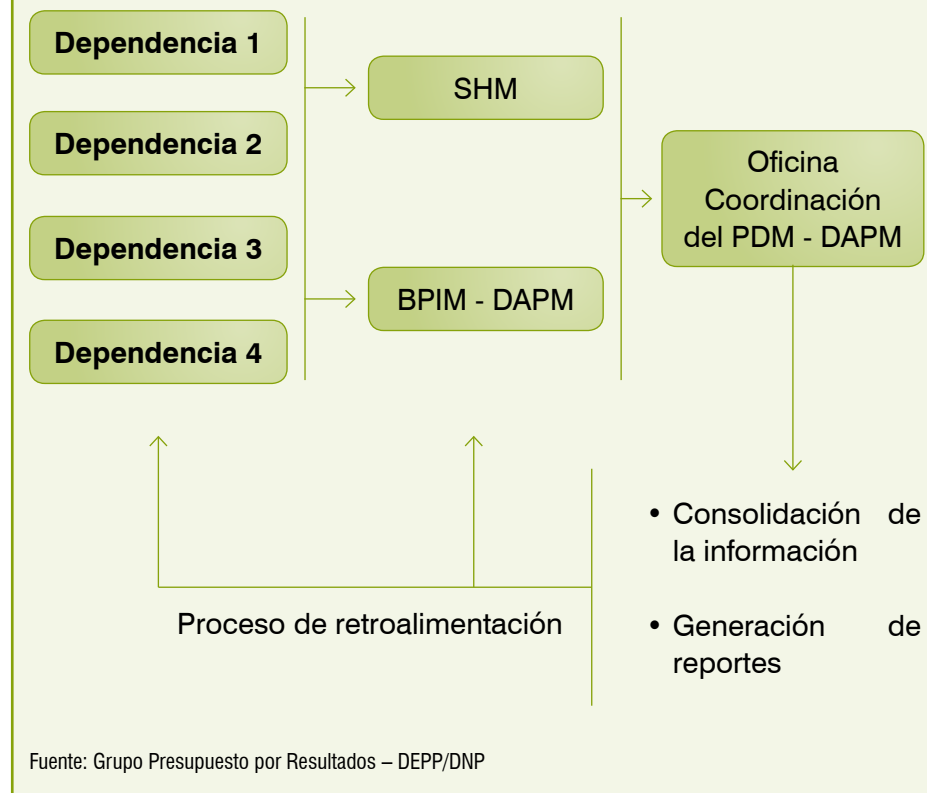 Dependencia 1
Dependencia 2
Dependencia 3
Dependencia 4
SHM
BPIM - DAPM
Oficina
Coordinación
del PDM - DAPM
• Consolidación de
la información
• Generación de
reportes
Proceso de retroalimentación
Fuente: Grupo Presupuesto por Resultados – DEPP/DNP